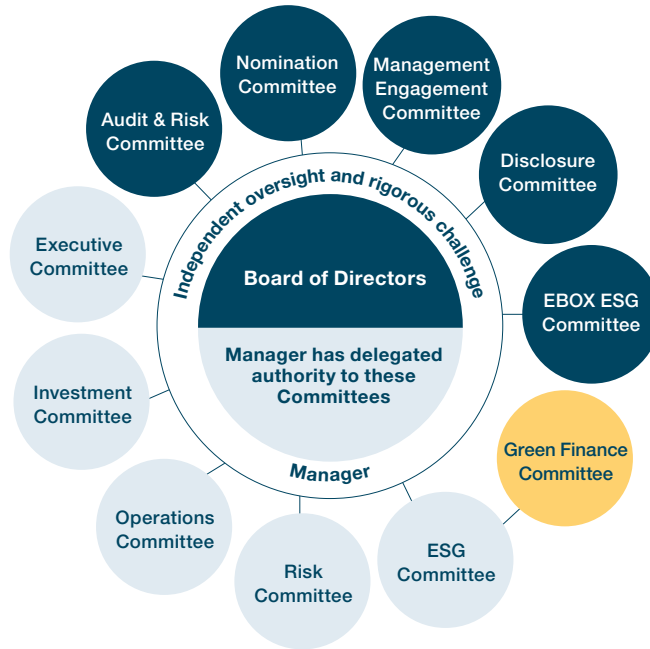 Nomination
Committee
Management
Engagement
Committee
Audit & Risk
Committee
Disclosure
Committee
Independent oversight and rigorous challenge
Executive
Committee
Board of Directors
EBOX ESG
Committee
Manager has delegated
authority to these
Committees
Investment
Committee
Green Finance
Committee
Manager
Operations
Committee
ESG
Committee
Risk
Committee